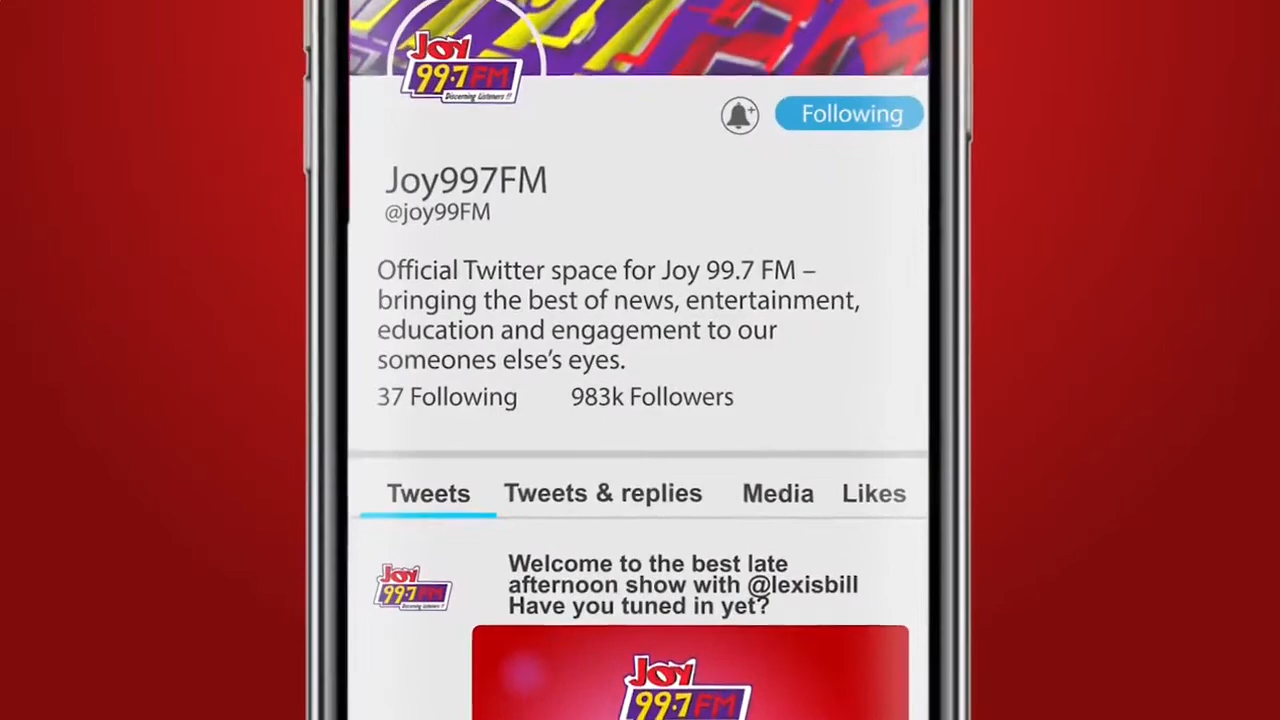 JOY
99.7 FM
Discerning Listeners !!
Following
Joy997FM
@joy99FM
Official Twitter space for Joy 99.7 FM –
bringing the best of news, entertainment,
education and engagement to our
someones else's eyes.
37 Following 983k Followers
Tweets Tweets & replies Media Likes
JOY
99.7 FM
Discerning Listeners !!
Welcome to the best late
afternoon show with @lexisbill
Have you tuned in yet?
JOY
99.7 FM